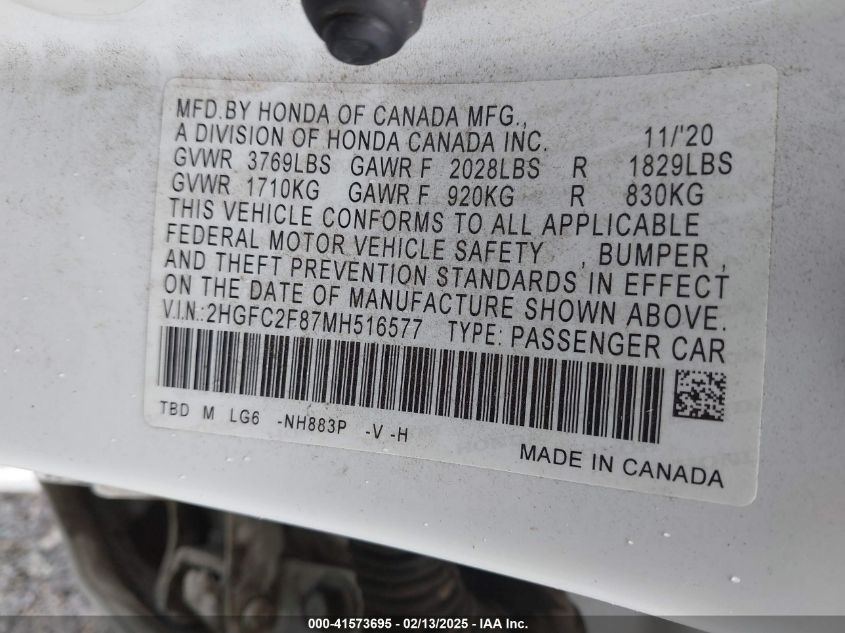 MFD.BY HONDA OF CANADA MFG.,
A DIVISION OF HONDA CANADA INC. 11/'20
GVWR 3769LBS GAWR F 2028LBS R 1829LBS
GVWR 1710KG GAWR F 920KG R 830KG
THIS VEHICLE CONFORMS TO ALL APPLICABLE
FEDERAL MOTOR VEHICLE SAFETY , BUMPER ,
AND THEFT PREVENTION STANDARDS IN EFFECT
ON THE DATE OF MANUFACTURE SHOWN ABOVE.
V.I.N.:2HGFC2F87MH516577 TYPE: PASSENGER CAR
TBD M LG6 -NH883P -V -H
MADE IN CANADA
000-41573695 - 02/13/2025 - IAA Inc.